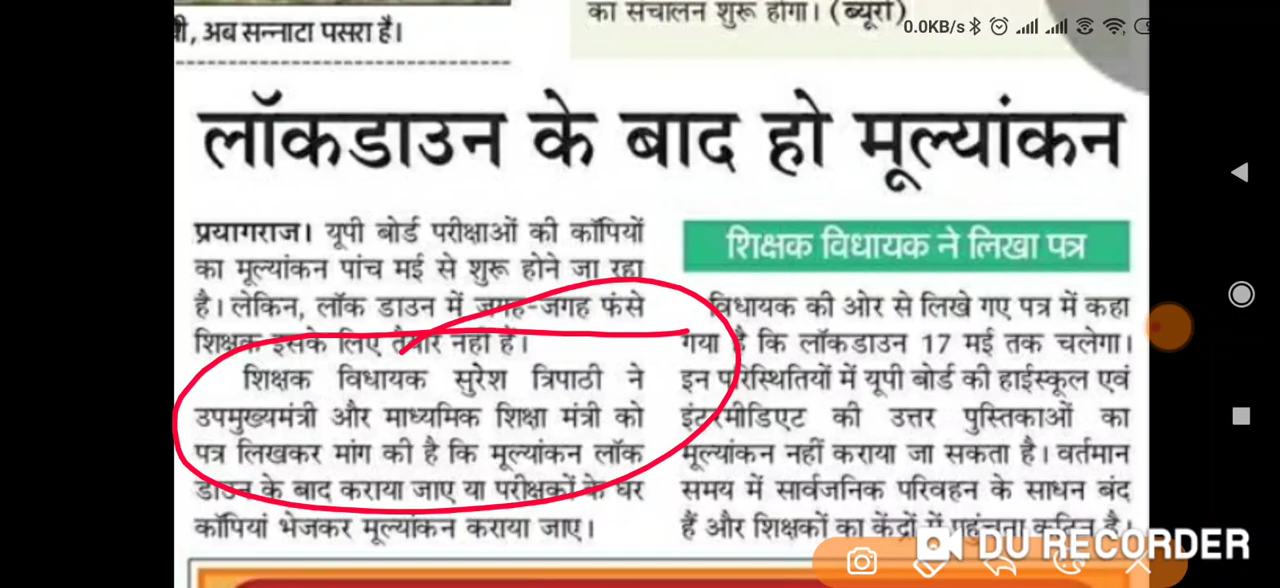 का संचालन शुरू होगा। (ब्यूरो)
0.0KB/s
, अब सन्नाटा पसरा है।
लॉकडाउन के बाद हो मूल्यांकन
प्रयागराज। यूपी बोर्ड परीक्षाओं की कॉपियों
का मूल्यांकन पांच मई से शुरू होने जा रहा
है। लेकिन, लॉक डाउन में जगह-जगह फंसे
शिक्षक इसके लिए तैयार नहीं हैं।
शिक्षक विधायक सुरेश त्रिपाठी ने
उपमुख्यमंत्री और माध्यमिक शिक्षा मंत्री को
पत्र लिखकर मांग की है कि मूल्यांकन लॉक
डाउन के बाद कराया जाए या परीक्षकों के घर
कॉपियां भेजकर मूल्यांकन कराया जाए।
शिक्षक विधायक ने लिखा पत्र
विधायक की ओर से लिखे गए पत्र में कहा
गया है कि लॉकडाउन 17 मई तक चलेगा।
इन परिस्थितियों में यूपी बोर्ड की हाईस्कूल एवं
इंटरमीडिएट की उत्तर पुस्तिकाओं का
मूल्यांकन नहीं कराया जा सकता है। वर्तमान
समय में सार्वजनिक परिवहन के साधन बंद
हैं और शिक्षकों का केंद्रों में पहुंचना कठिन है।
DU RECORDER